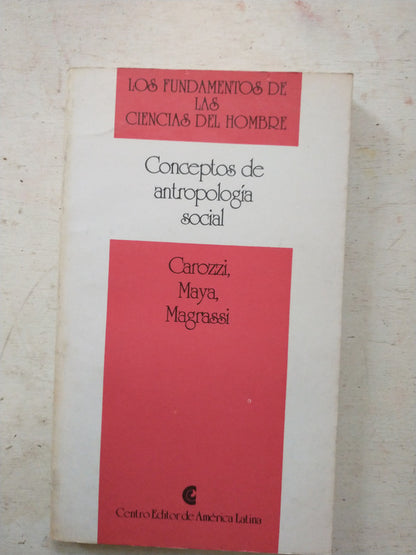 LOS FUNDAMENTOS DE
LAS
CIENCIAS DEL HOMBRE
Conceptos de
antropología
social
Carozzi,
Maya,
Magrassi
Centro Editor de América Latina